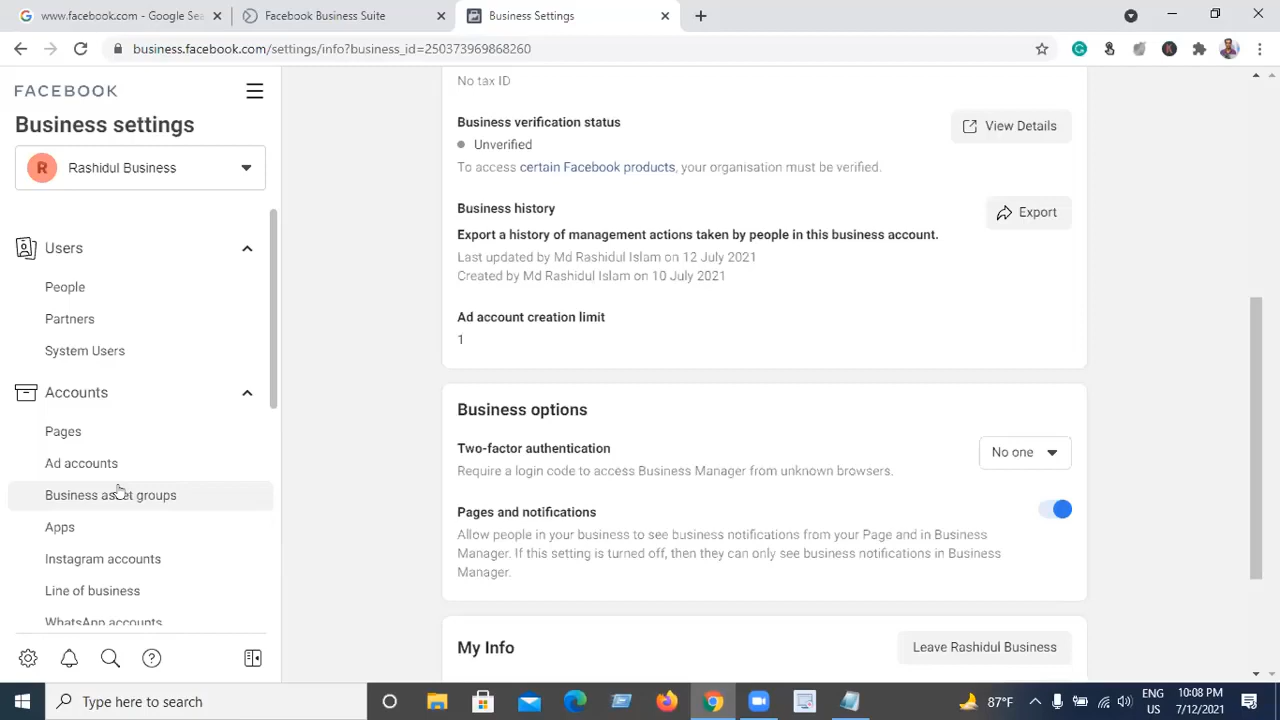 www.facebook.com - Google Se
Facebook Business Suite
Business Settings
business.facebook.com/settings/info?business_id=250373969868260
FACEBOOK
Business settings
R
Rashidul Business
Users
People
Partners
System Users
Accounts
Pages
Ad accounts
Business asset groups
Apps
Instagram accounts
Line of business
WhatsApp accounts
No tax ID
Business verification status
View Details
Unverified
To access certain Facebook products, your organisation must be verified.
Business history
Export
Export a history of management actions taken by people in this business account.
Last updated by Md Rashidul Islam on 12 July 2021
Created by Md Rashidul Islam on 10 July 2021
Ad account creation limit
1
Business options
Two-factor authentication
No one
Require a login code to access Business Manager from unknown browsers.
Pages and notifications
Allow people in your business to see business notifications from your Page and in Business
Manager. If this setting is turned off, then they can only see business notifications in Business
Manager.
My Info
Leave Rashidul Business
Type here to search
87°F
ENG
US
10:08 PM
7/12/2021